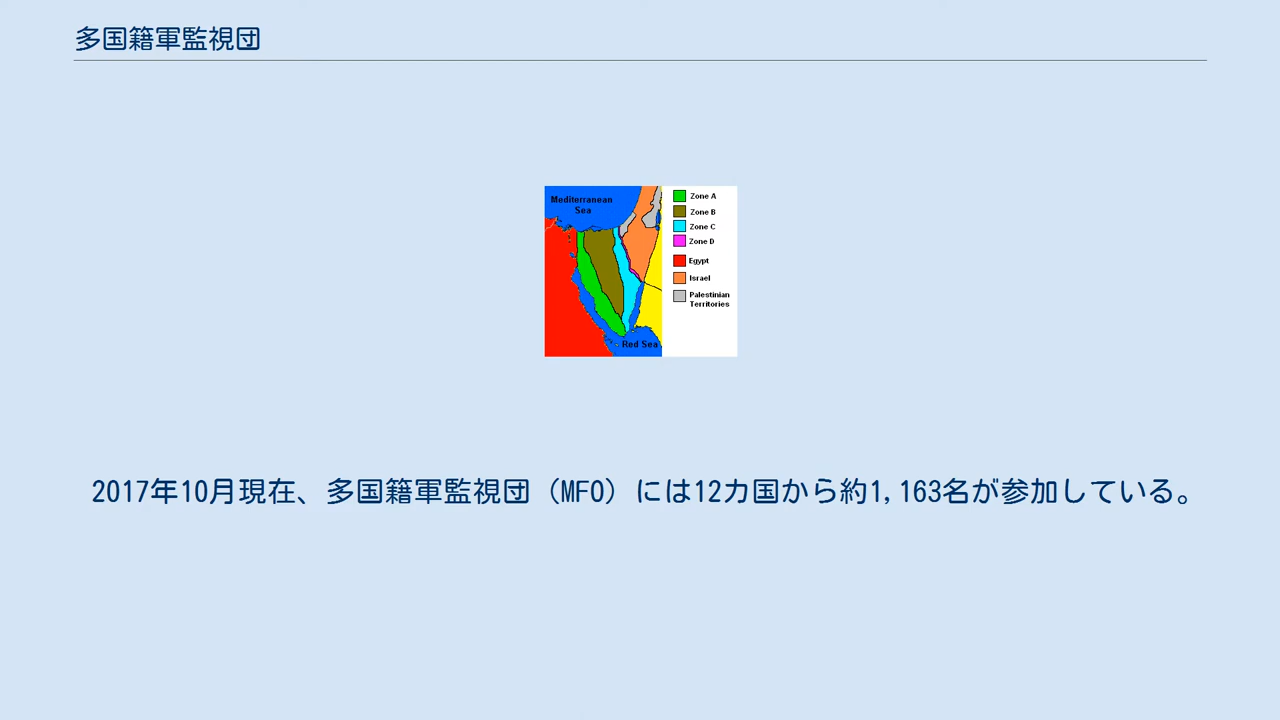 多国籍軍監視団
Mediterranean
Sea
Red Sea
Zone A
Zone B
Zone C
Zone D
Egypt
Israel
Palestinian
Territories
2017年10月現在、多国籍軍監視団（MFO）には12カ国から約1,163名が参加している。